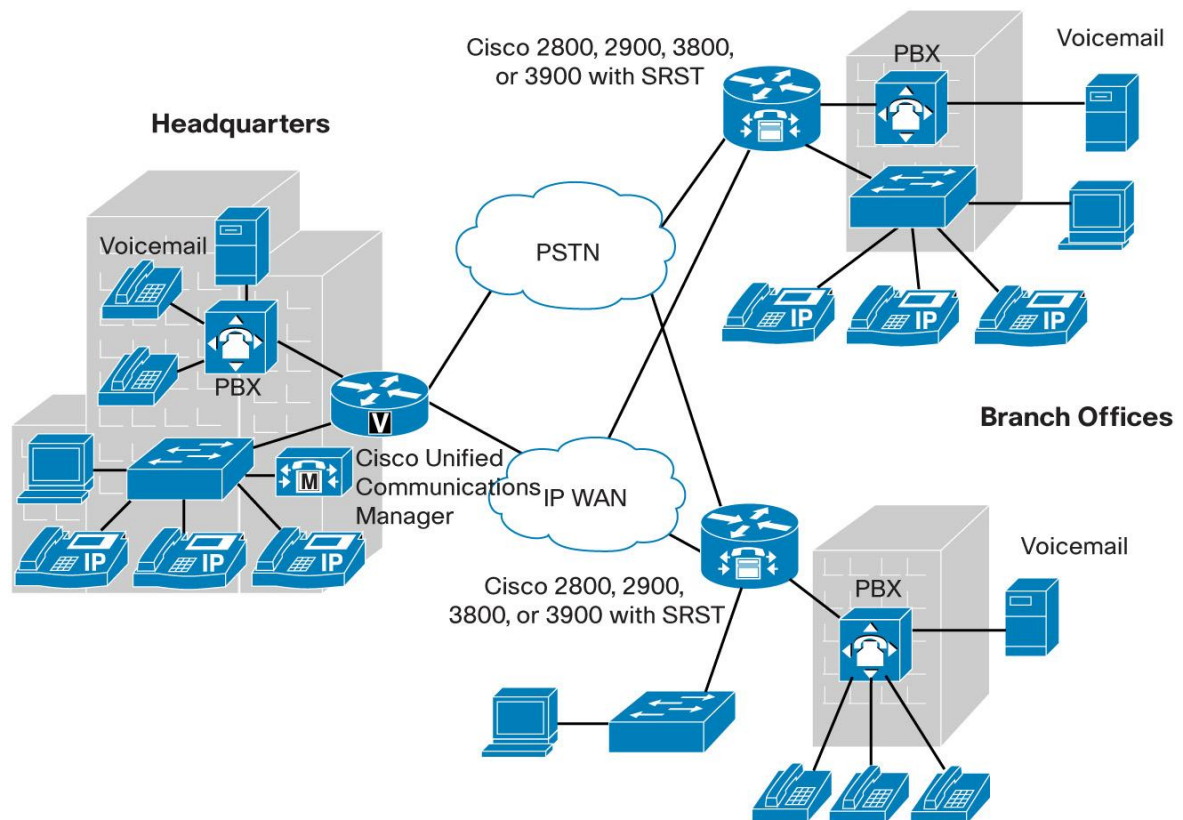 Headquarters
Voicemail
PBX
IP
IP
IP
V
M
Cisco Unified
Communications
Manager
PSTN
IP WAN
Cisco 2800, 2900, 3800,
or 3900 with SRST
PBX
Voicemail
IP
IP
IP
Branch Offices
Cisco 2800, 2900,
3800, or 3900 with SRST
PBX
Voicemail